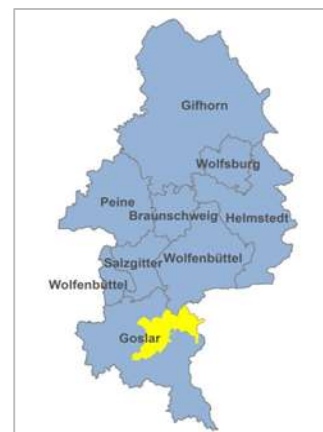 Gifhorn
Wolfsburg
Peine
Braunschweig
Helmstedt
Salzgitter
Wolfenbüttel
Wolfenbüttel
Goslar